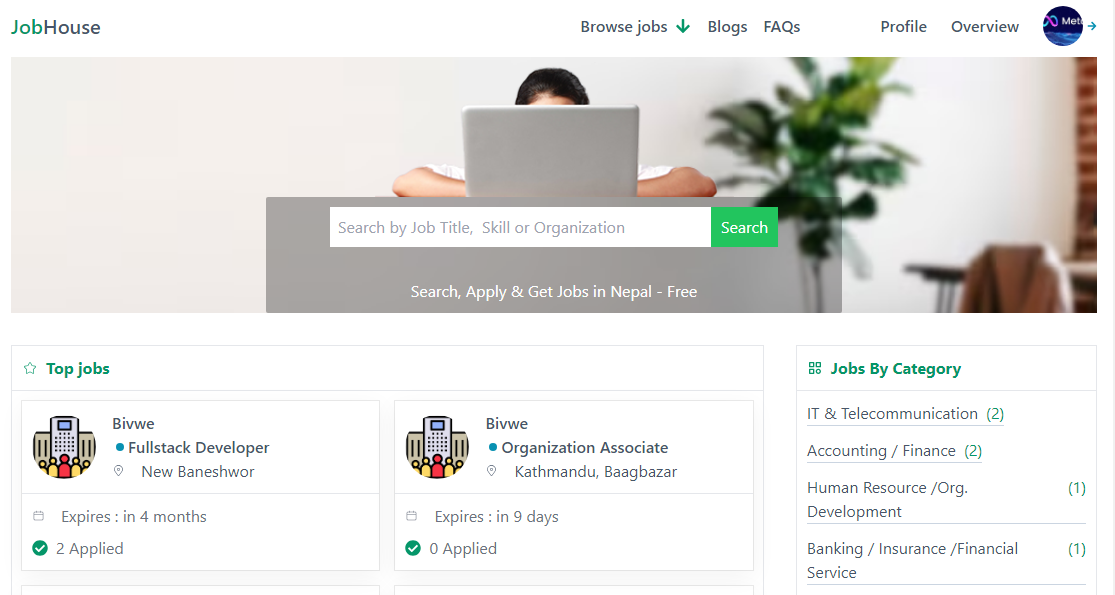 JobHouse
Browse jobs
Blogs
FAQs
Profile
Overview
Meta
Search by Job Title, Skill or Organization
Search
Search, Apply & Get Jobs in Nepal - Free
Top jobs
Bivwe
Fullstack Developer
New Baneshwor
Expires : in 4 months
2 Applied
Bivwe
Organization Associate
Kathmandu, Baagbazar
Expires : in 9 days
0 Applied
Jobs By Category
IT & Telecommunication (2)
Accounting / Finance (2)
Human Resource /Org. (1)
Development
Banking / Insurance /Financial (1)
Service